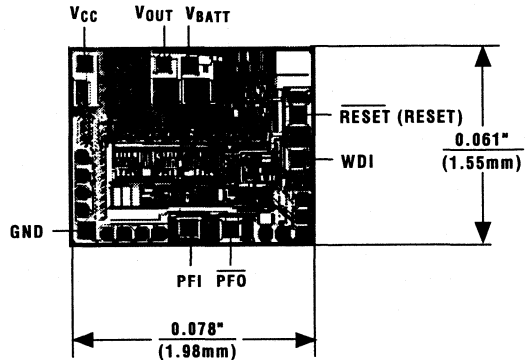 VCC VOUT VBATT
RESET (RESET)
0.061"
(1.55mm)
WDI
GND
PFI PFO
0.078"
(1.98mm)